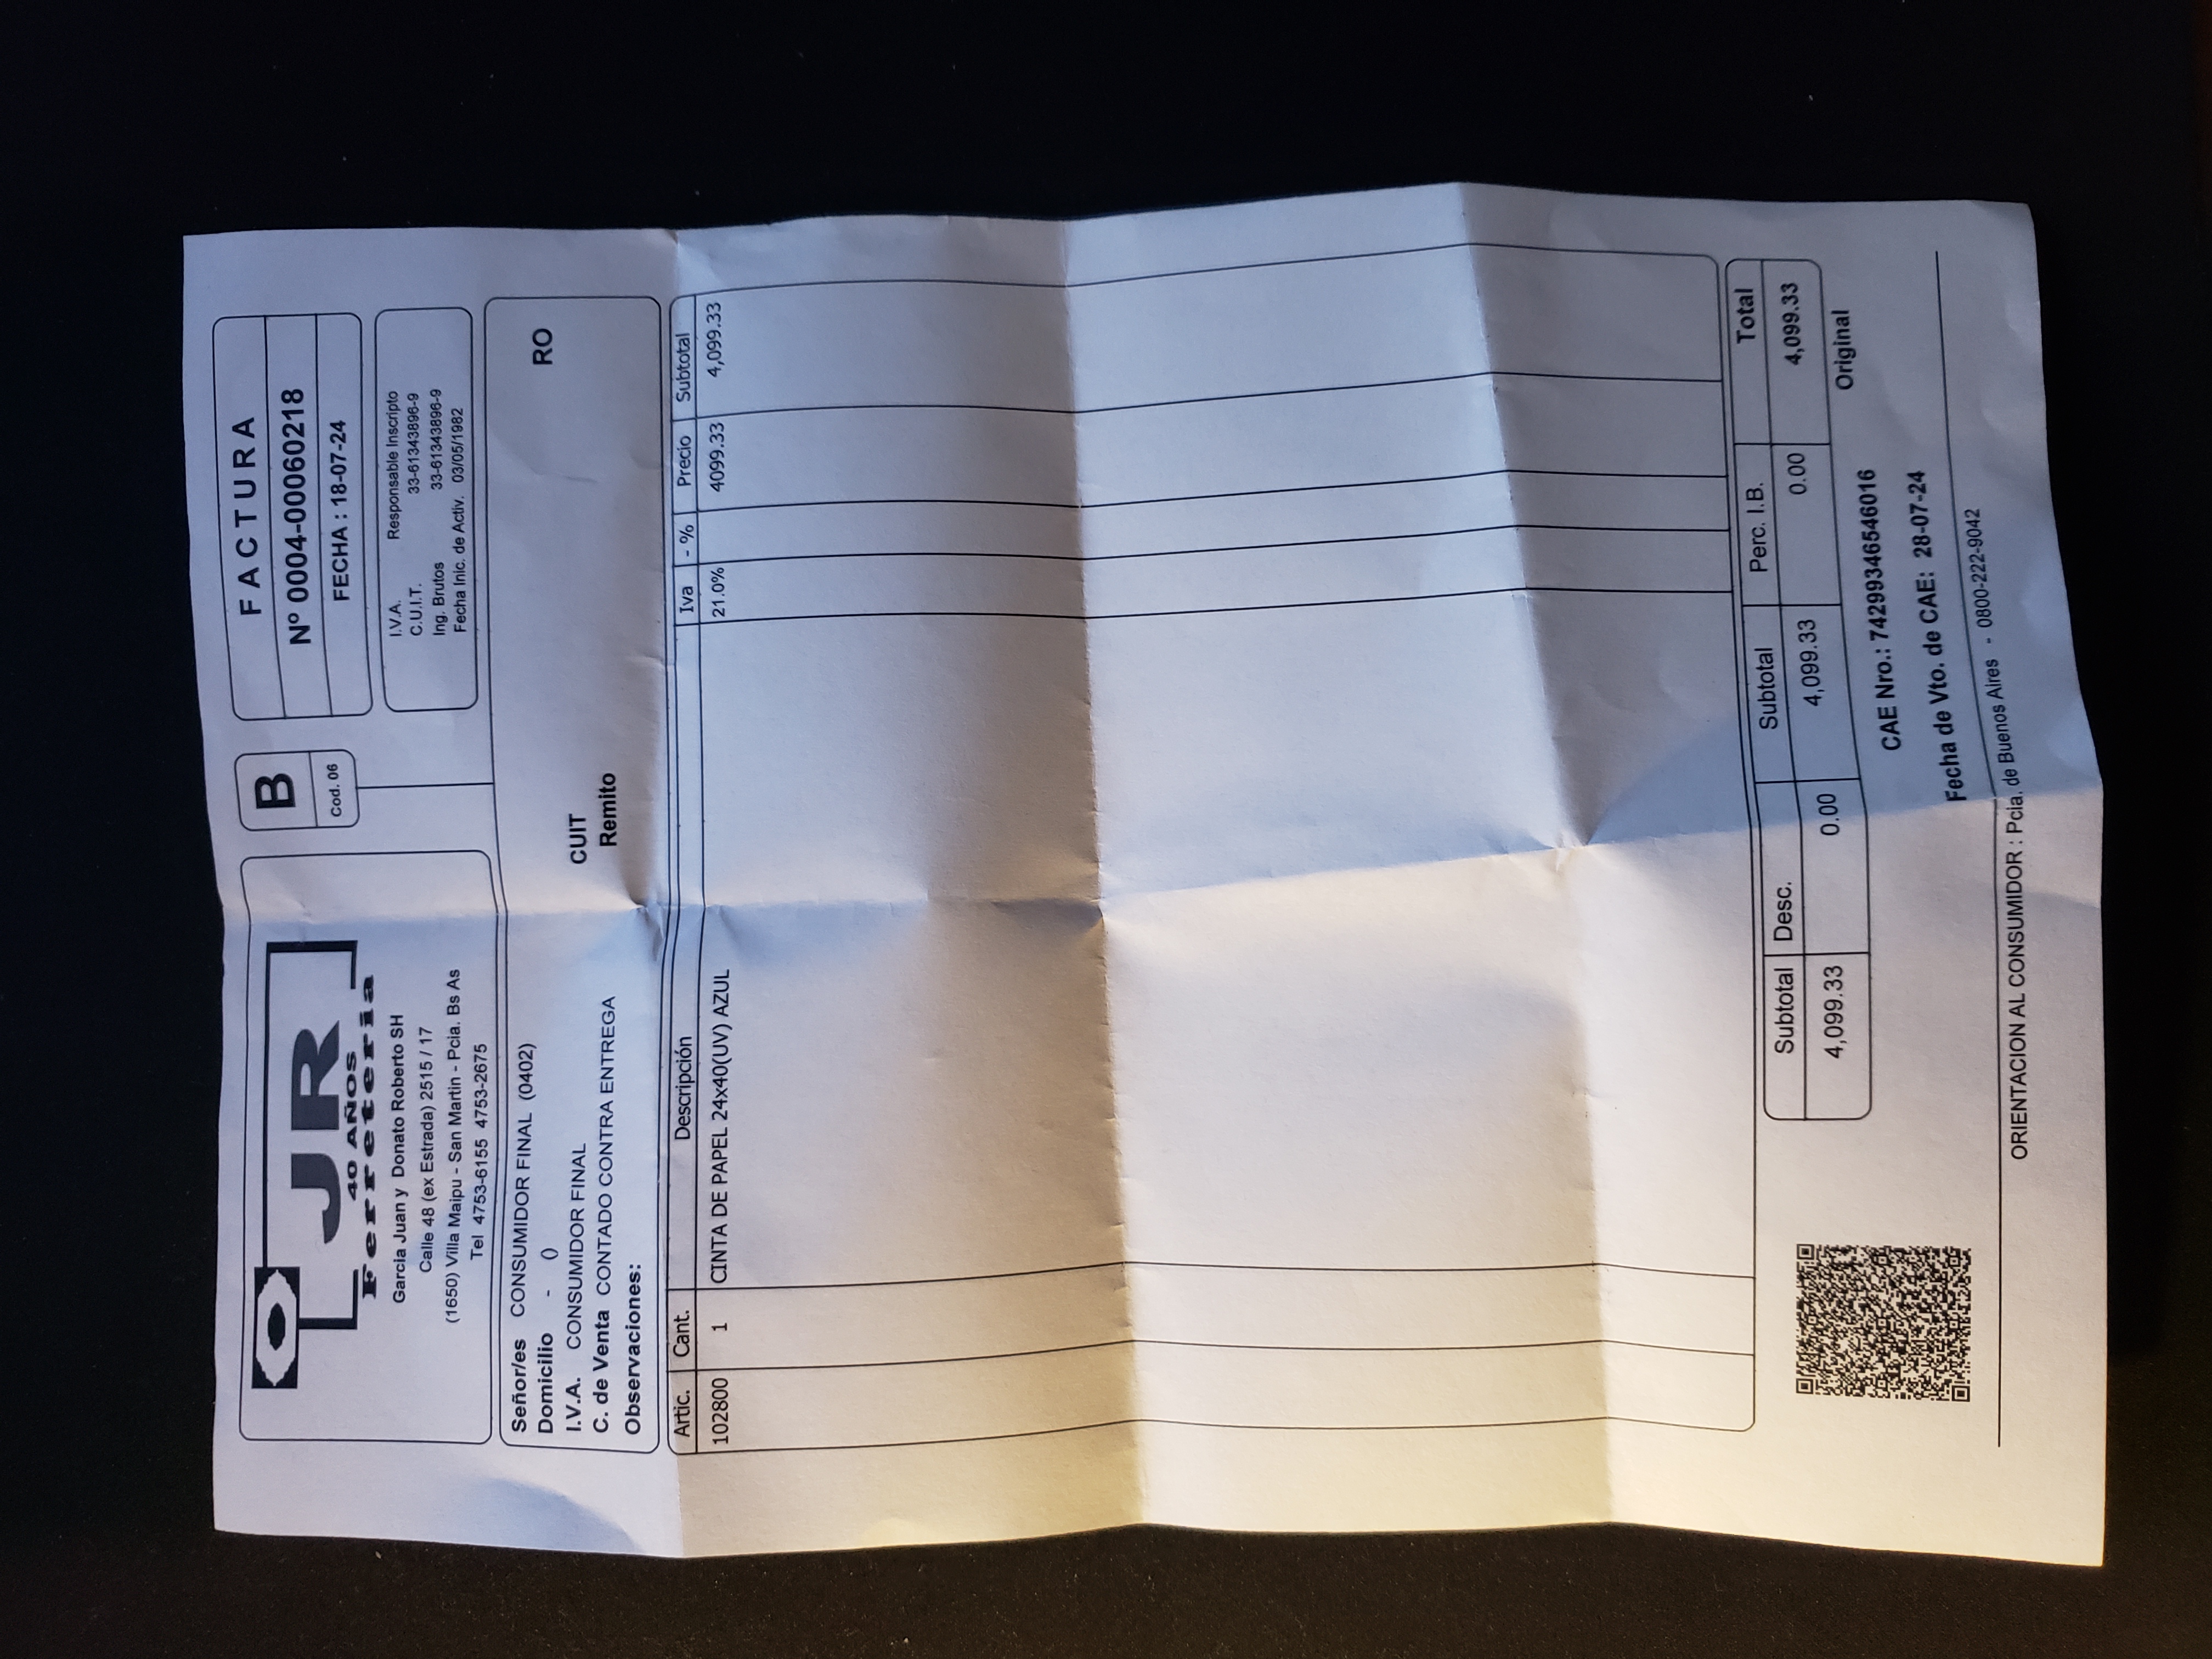 JR
40 AÑOS
Ferreteria
Garcia Juan y Donato Roberto SH
Calle 48 (ex Estrada) 2515 / 17
(1650) Villa Maipu - San Martin - Pcia. Bs As
Tel 4753-6155 4753-2675
B
Cod. 06
FACTURA
Nº 0004-00060218
FECHA : 18-07-24
I.V.A. Responsable Inscripto
C.U.I.T. 33-61343896-9
Ing. Brutos 33-61343896-9
Fecha Inic. de Activ. 03/05/1982
Señor/es CONSUMIDOR FINAL (0402)
RO
Domicilio - ()
I.V.A. CONSUMIDOR FINAL CUIT
C. de Venta CONTADO CONTRA ENTREGA Remito
Observaciones:
Artic. Cant. Descripción Iva - % Precio Subtotal
102800 1 CINTA DE PAPEL 24x40(UV) AZUL 21.0% 4099.33 4,099.33
Subtotal Desc. Subtotal Perc. I.B. Total
4,099.33 0.00 4,099.33 0.00 4,099.33
Original
CAE Nro.: 74299346546016
Fecha de Vto. de CAE: 28-07-24
ORIENTACION AL CONSUMIDOR : Pcia. de Buenos Aires - 0800-222-9042